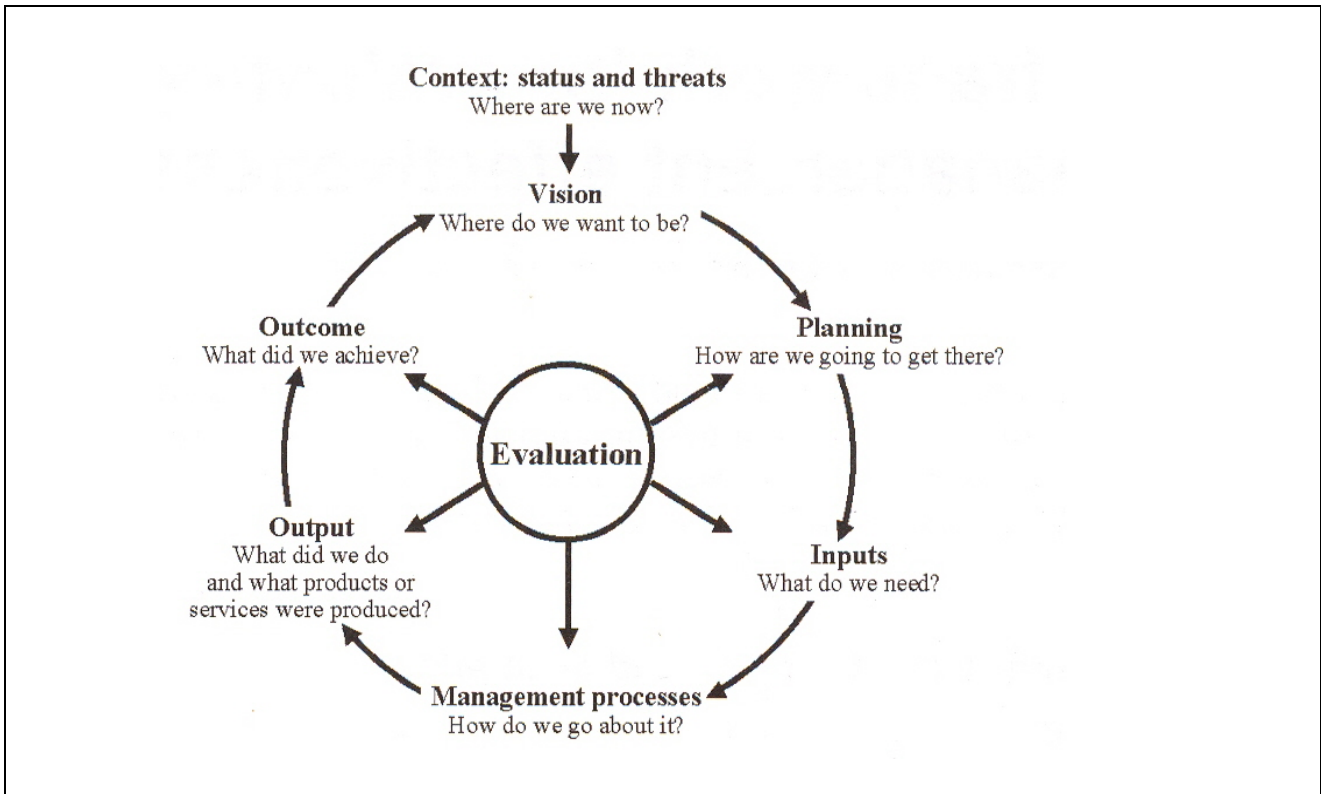 Context: status and threats
Where are we now?
Vision
Where do we want to be?
Planning
How are we going to get there?
Inputs
What do we need?
Management processes
How do we go about it?
Output
What did we do
and what products or
services were produced?
Outcome
What did we achieve?
Evaluation